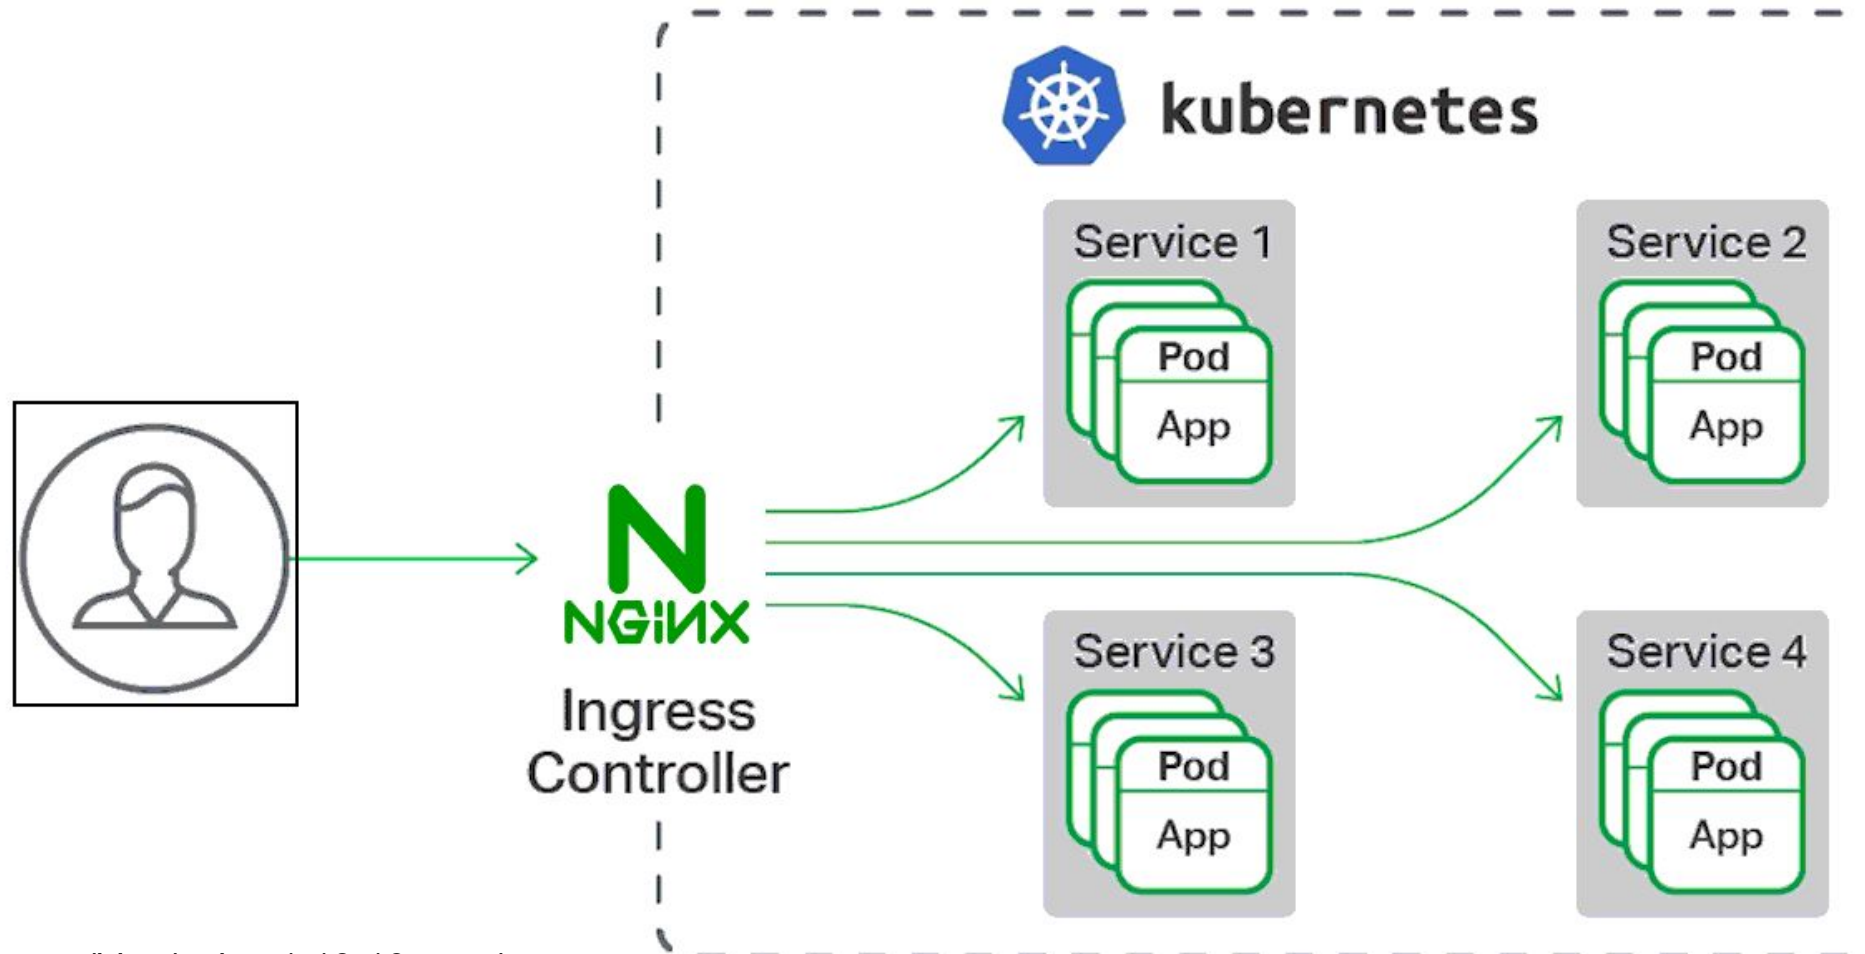 kubernetes
Service 1
Pod
App
Service 2
Pod
App
NGINX
Ingress
Controller
Service 3
Pod
App
Service 4
Pod
App